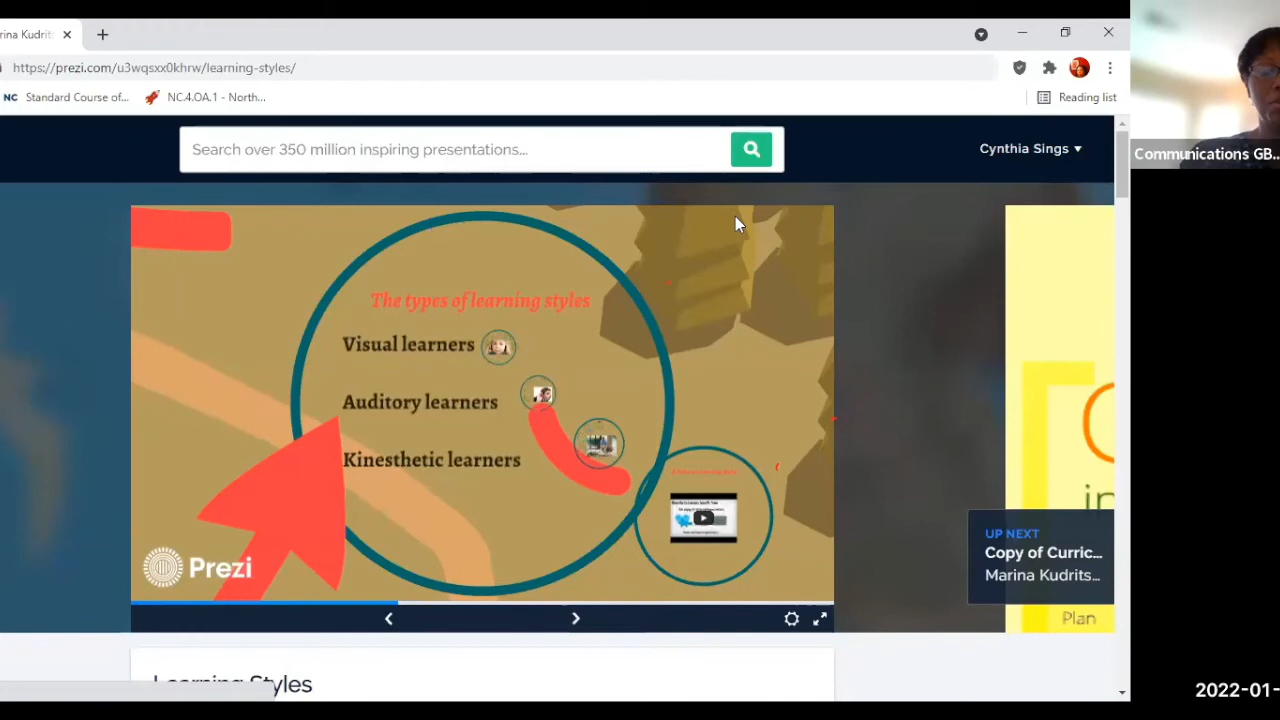 rina Kudrits
https://prezi.com/u3wqsxx0khrw/learning-styles/
NC Standard Course of...
NC.4.OA.1 - North...
Reading list
Search over 350 million inspiring presentations...
Cynthia Sings
Communications GB...
The types of learning styles
Visual learners
Auditory learners
Kinesthetic learners
Prezi
in
UP NEXT
Copy of Curric...
Marina Kudrits...
Plan
Learning Styles
2022-01-